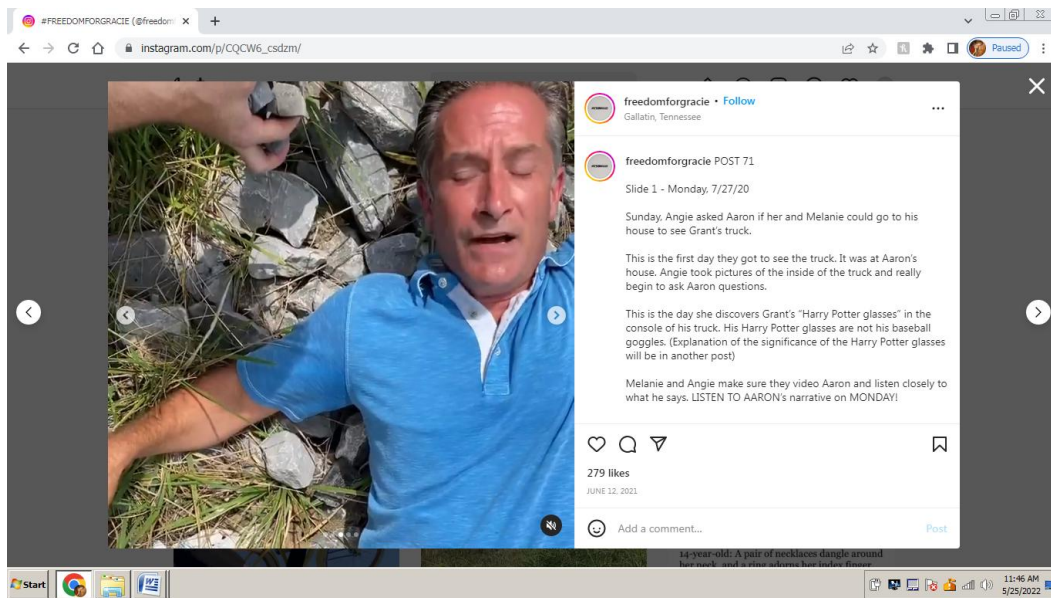 #FREEDOMFORGRACIE (@freedom
instagram.com/p/CQCW6_csdzm/
Paused
freedomforgracie • Follow
Gallatin, Tennessee
freedomforgracie POST 71
Slide 1 - Monday, 7/27/20
Sunday, Angie asked Aaron if her and Melanie could go to his
house to see Grant's truck.
This is the first day they got to see the truck. It was at Aaron's
house. Angie took pictures of the inside of the truck and really
begin to ask Aaron questions.
This is the day she discovers Grant's "Harry Potter glasses" in the
console of his truck. His Harry Potter glasses are not his baseball
goggles. (Explanation of the significance of the Harry Potter glasses
will be in another post)
Melanie and Angie make sure they video Aaron and listen closely to
what he says. LISTEN TO AARON's narrative on MONDAY!
279 likes
JUNE 12, 2021
Add a comment...
Post
14-year-old: A pair of necklaces dangle around
her neck, and a ring adorns her index finger
Start
11:46 AM
5/25/2022